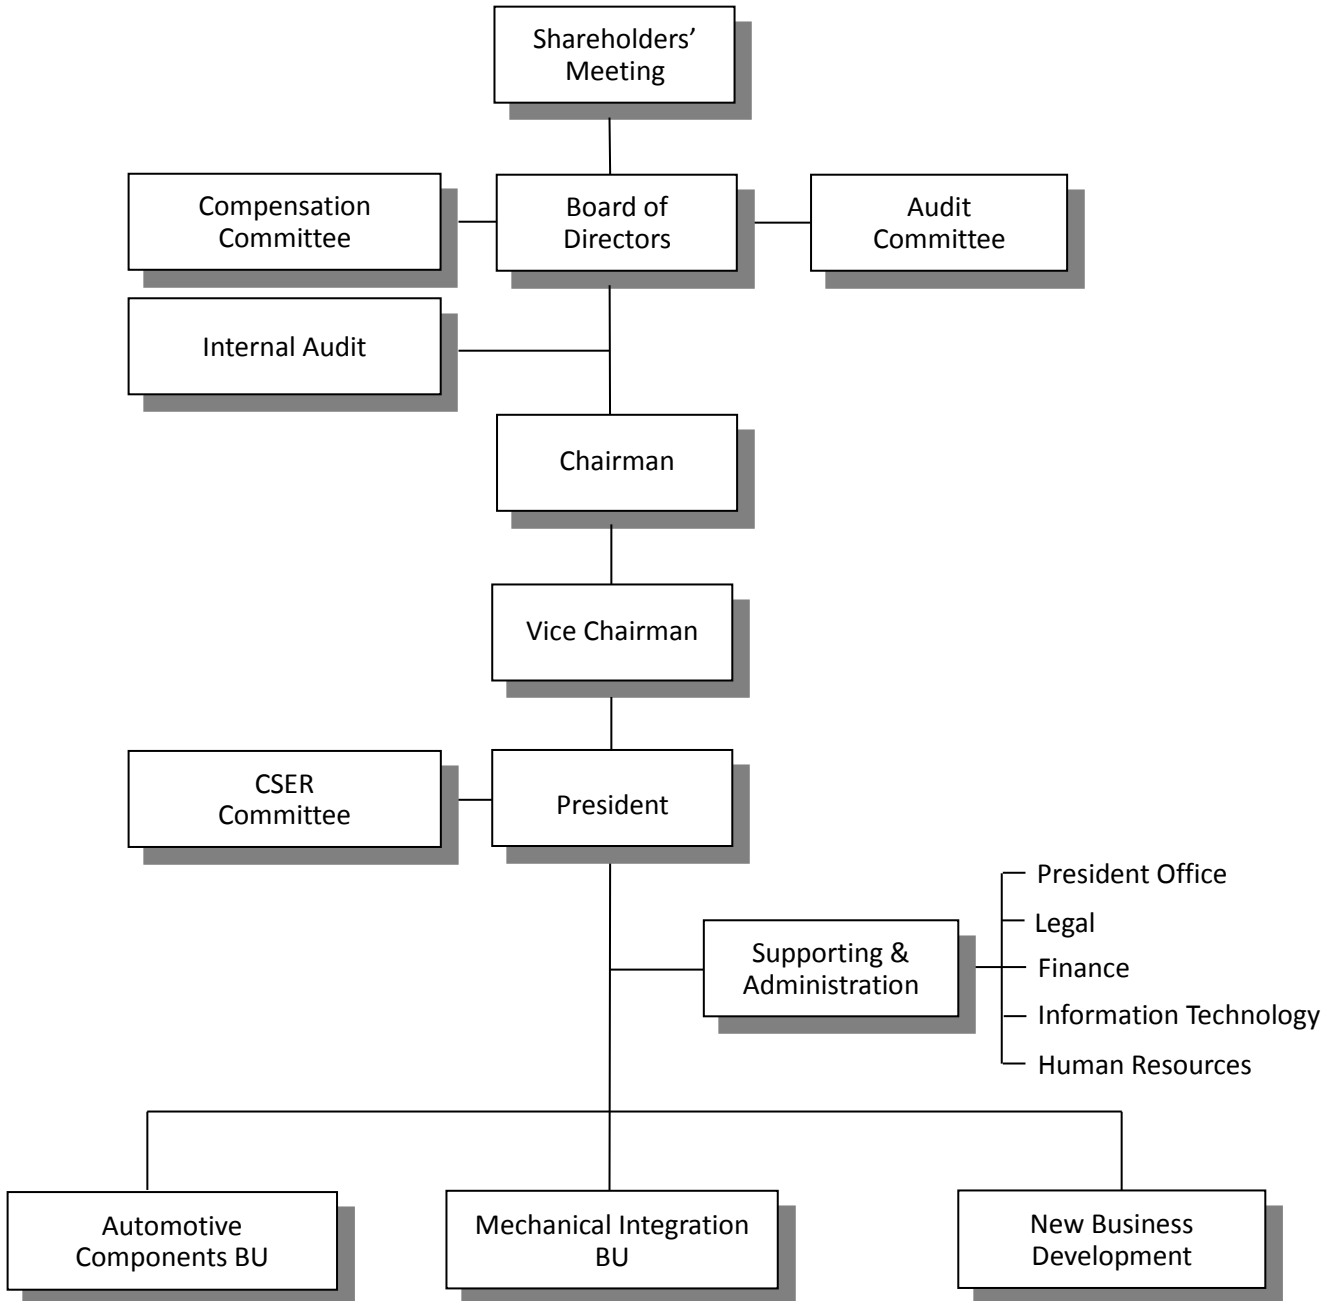 Shareholders’
Meeting
Compensation
Committee
Board of
Directors
Audit
Committee
Internal Audit
Chairman
Vice Chairman
CSER
Committee
President
President Office
Legal
Supporting &
Administration
Finance
Information Technology
Human Resources
Automotive
Components BU
Mechanical Integration
BU
New Business
Development